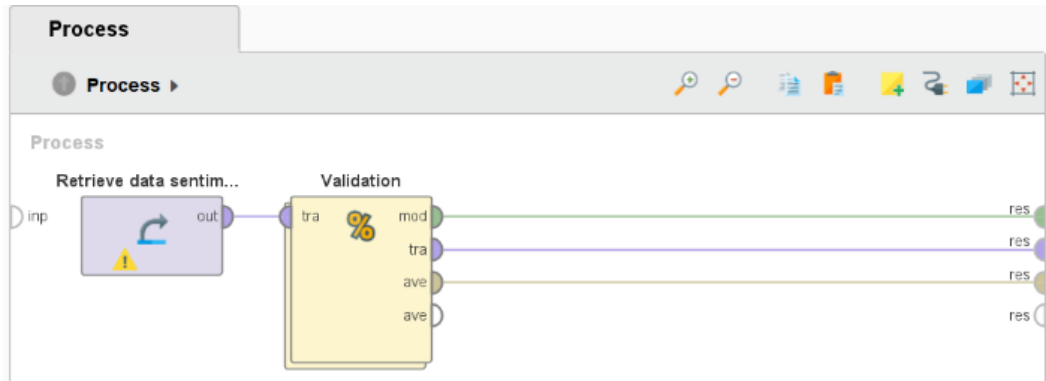 Process
Process
Process
Retrieve data sentim...
Validation
inp
out
tra
%
mod
res
tra
res
ave
res
ave
res